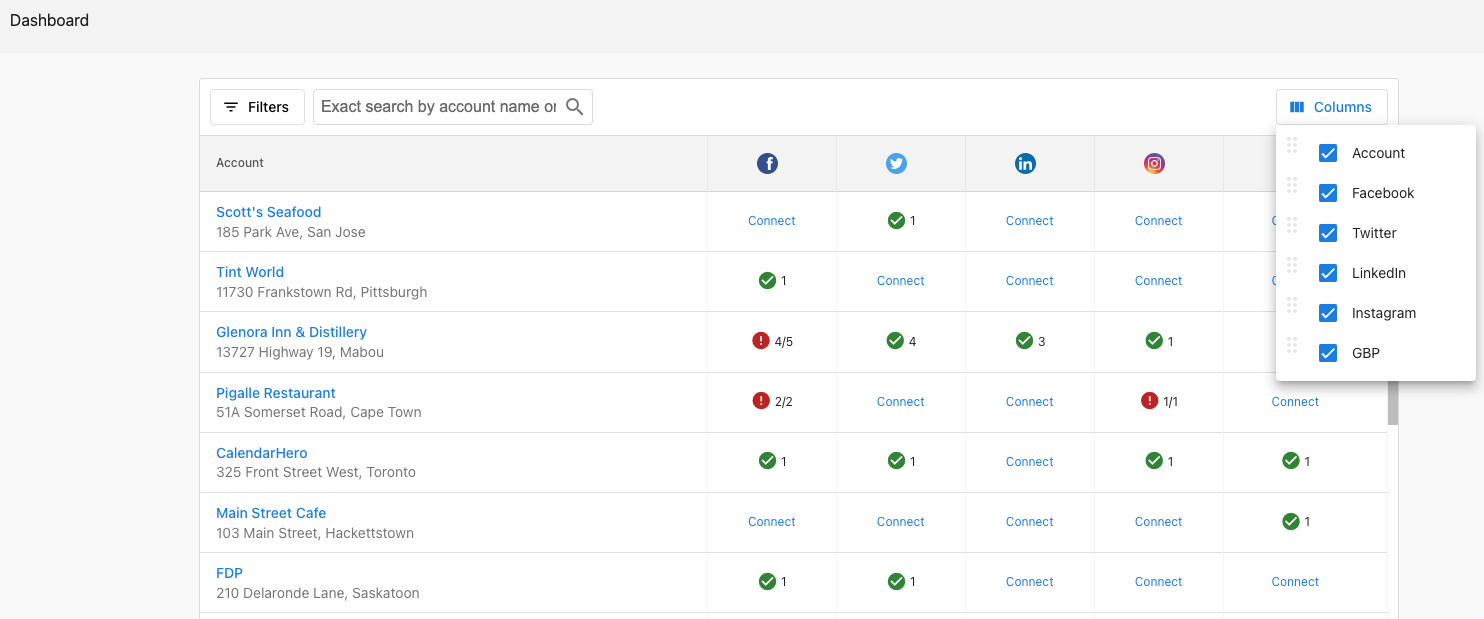 Dashboard
Filters
Exact search by account name or
Columns
Account
Account
Facebook
Twitter
LinkedIn
Instagram
GBP
Scott's Seafood
185 Park Ave, San Jose
Connect 1 Connect Connect
Tint World
11730 Frankstown Rd, Pittsburgh
1 Connect Connect Connect
Glenora Inn & Distillery
13727 Highway 19, Mabou
4/5 4 3 1
Pigalle Restaurant
51A Somerset Road, Cape Town
2/2 Connect Connect 1/1 Connect
CalendarHero
325 Front Street West, Toronto
1 1 Connect 1 1
Main Street Cafe
103 Main Street, Hackettstown
Connect Connect Connect Connect 1
FDP
210 Delaronde Lane, Saskatoon
1 1 Connect Connect Connect